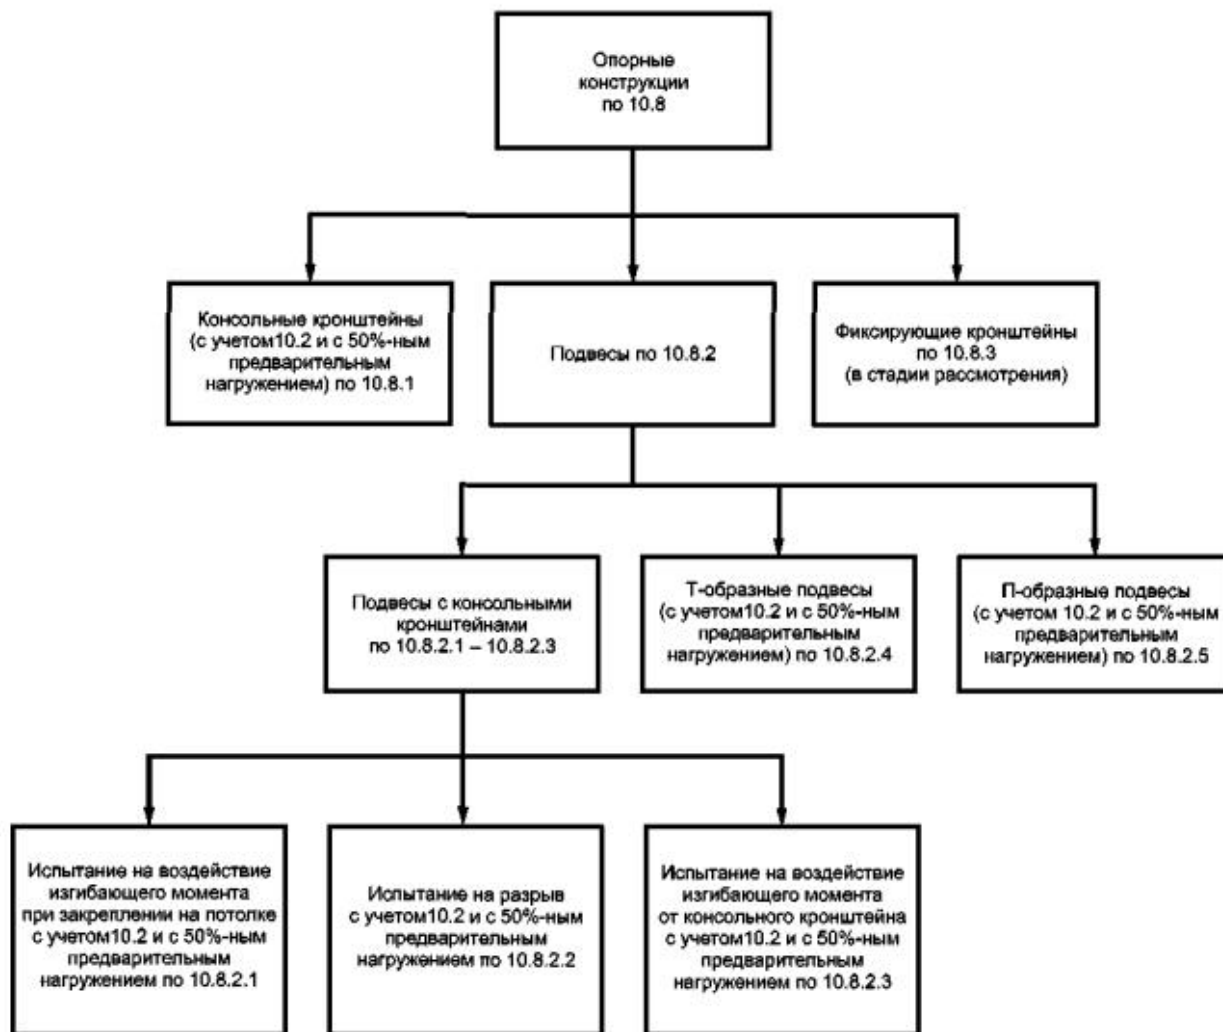 Опорные
конструкции
по 10.8
Консольные кронштейны
(с учетом10.2 и с 50%-ным
предварительным
нагружением) по 10.8.1
Подвесы по 10.8.2
Фиксирующие кронштейны
по 10.8.3
(в стадии рассмотрения)
Подвесы с консольными
кронштейнами
по 10.8.2.1 – 10.8.2.3
Т-образные подвесы
(с учетом10.2 и с 50%-ным
предварительным
нагружением) по 10.8.2.4
П-образные подвесы
(с учетом 10.2 и с 50%-ным
предварительным
нагружением) по 10.8.2.5
Испытание на воздействие
изгибающего момента
при закреплении на потолке
с учетом10.2 и с 50%-ным
предварительным
нагружением по 10.8.2.1
Испытание на разрыв
с учетом10.2 и с 50%-ным
предварительным
нагружением по 10.8.2.2
Испытание на воздействие
изгибающего момента
от консольного кронштейна
с учетом10.2 и с 50%-ным
предварительным
нагружением по 10.8.2.3